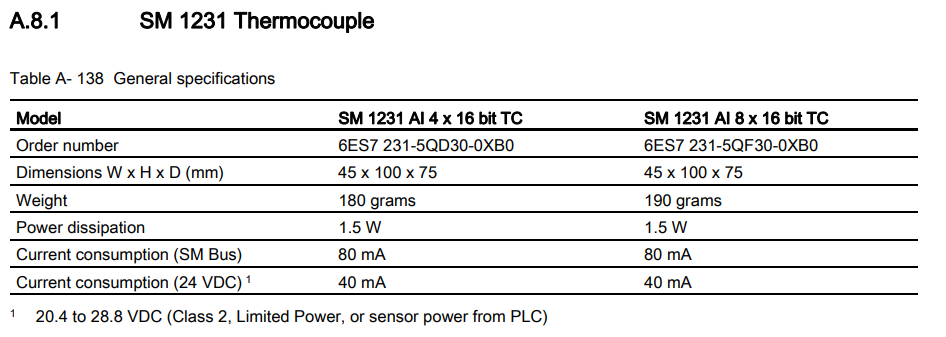 A.8.1 SM 1231 Thermocouple
Table A- 138 General specifications
Model SM 1231 AI 4 x 16 bit TC SM 1231 AI 8 x 16 bit TC
Order number 6ES7 231-5QD30-0XB0 6ES7 231-5QF30-0XB0
Dimensions W x H x D (mm) 45 x 100 x 75 45 x 100 x 75
Weight 180 grams 190 grams
Power dissipation 1.5 W 1.5 W
Current consumption (SM Bus) 80 mA 80 mA
Current consumption (24 VDC) 1 40 mA 40 mA
1 20.4 to 28.8 VDC (Class 2, Limited Power, or sensor power from PLC)